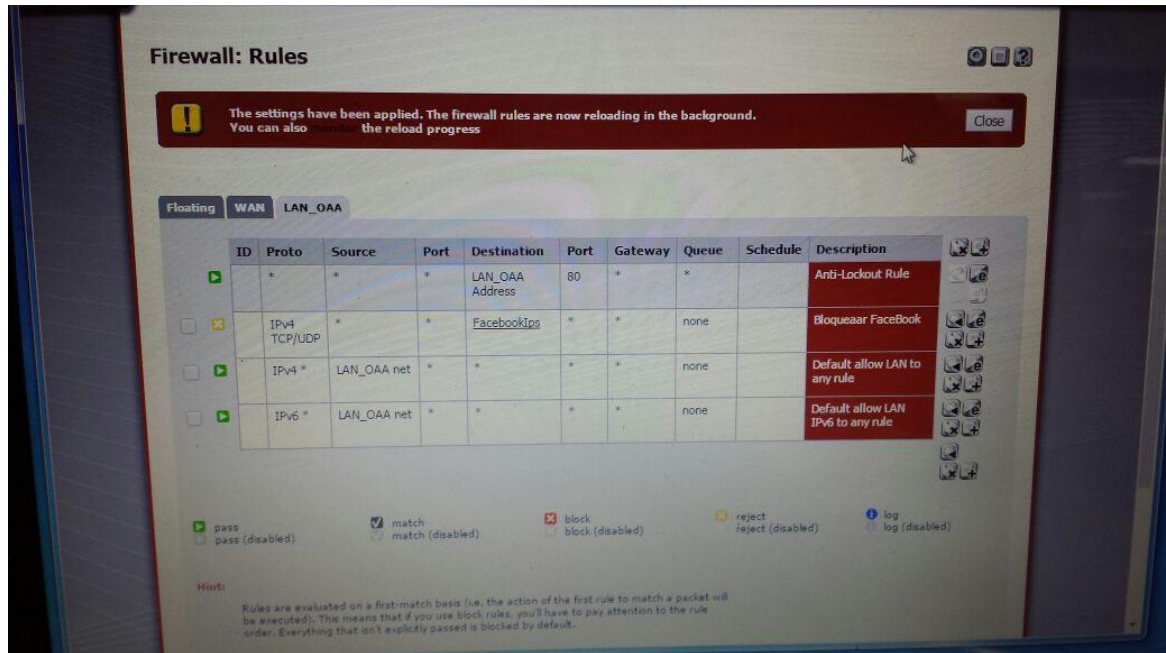 Firewall: Rules
The settings have been applied. The firewall rules are now reloading in the background.
You can also monitor the reload progress
Close
Floating WAN LAN_OAA
ID Proto Source Port Destination Port Gateway Queue Schedule Description
* * * LAN_OAA Address 80 * * Anti-Lockout Rule
IPv4 TCP/UDP * * FacebookIps * * none Bloqueaar FaceBook
IPv4 * LAN_OAA net * * * * none Default allow LAN to any rule
IPv6 * LAN_OAA net * * * * none Default allow LAN IPv6 to any rule
pass match block reject log
pass (disabled) match (disabled) block (disabled) reject (disabled) log (disabled)
Hint:
Rules are evaluated on a first-match basis (i.e. the action of the first rule to match a packet will
be executed). This means that if you use block rules, you'll have to pay attention to the rule
order. Everything that isn't explicitly passed is blocked by default.